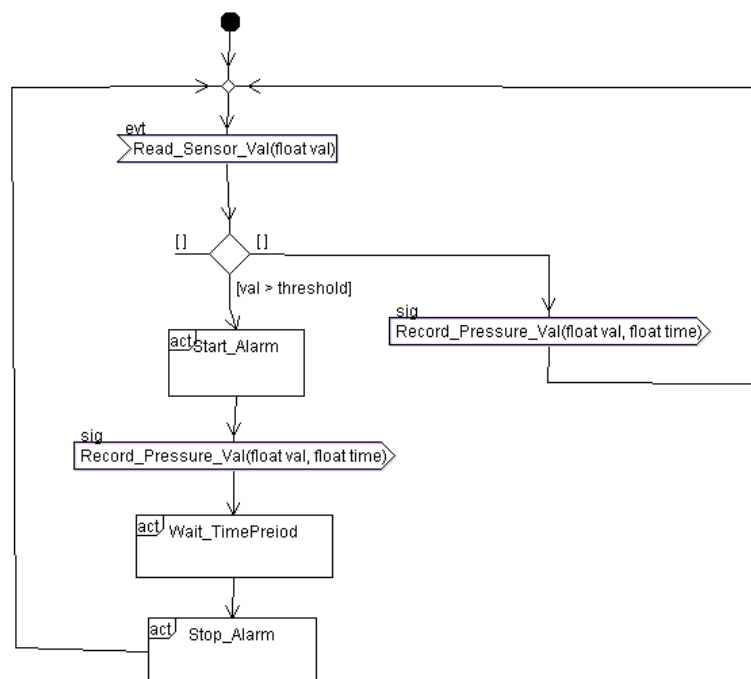 evt
Read_Sensor_Val(float val)
[ ]
[ ]
[val > threshold]
sig
Record_Pressure_Val(float val, float time)
act
Start_Alarm
sig
Record_Pressure_Val(float val, float time)
act
Wait_TimePreiod
act
Stop_Alarm